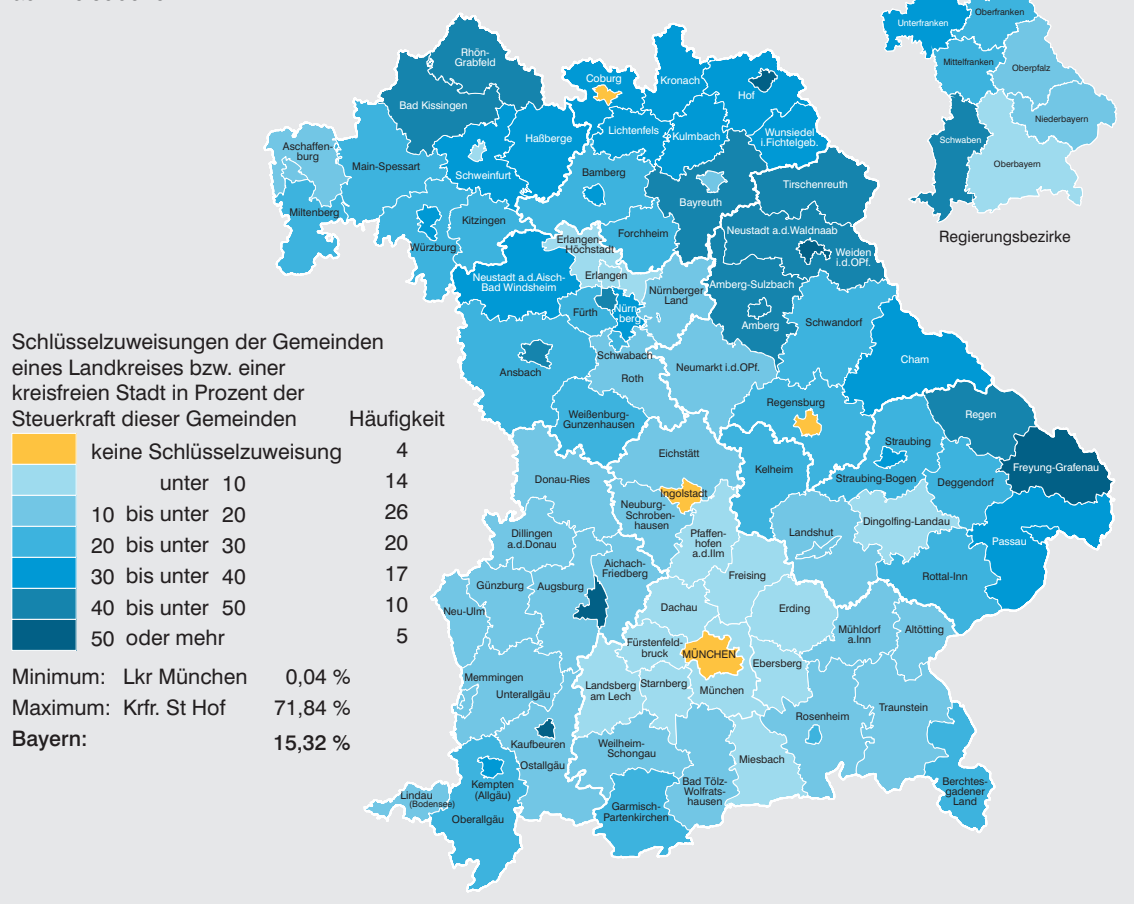 Unterfranken
Oberfranken
Mittelfranken
Oberpfalz
Niederbayern
Schwaben
Oberbayern
Regierungsbezirke
Rhön-
Grabfeld
Bad Kissingen
Coburg
Kronach
Hof
Lichtenfels
Kulmbach
Wunsiedel
i.Fichtelgeb.
Haßberge
Schweinfurt
Aschaffen-
burg
Main-Spessart
Miltenberg
Würzburg
Kitzingen
Bamberg
Bayreuth
Tirschenreuth
Forchheim
Erlangen-
Höchstadt
Erlangen
Neustadt a.d.Waldnaab
Weiden
i.d.OPf.
Neustadt a.d.Aisch-
Bad Windsheim
Nürnberger
Land
Amberg-Sulzbach
Amberg
Fürth
Nürn-
berg
Schwandorf
Ansbach
Schwabach
Roth
Neumarkt i.d.OPf.
Cham
Weißenburg-
Gunzenhausen
Regensburg
Regen
Straubing
Freyung-Grafenau
Eichstätt
Kelheim
Straubing-Bogen
Deggendorf
Donau-Ries
Ingolstadt
Neuburg-
Schroben-
hausen
Dingolfing-Landau
Landshut
Passau
Dillingen
a.d.Donau
Pfaffen-
hofen
a.d.Ilm
Aichach-
Friedberg
Freising
Rottal-Inn
Günzburg
Augsburg
Neu-Ulm
Dachau
Erding
Mühldorf
a.Inn
Altötting
Fürstenfeld-
bruck
MÜNCHEN
Ebersberg
Memmingen
Unterallgäu
Landsberg
am Lech
Starnberg
München
Traunstein
Rosenheim
Kaufbeuren
Weilheim-
Schongau
Miesbach
Ostallgäu
Bad Tölz-
Wolfrats-
hausen
Kempten
(Allgäu)
Lindau
(Bodensee)
Oberallgäu
Garmisch-
Partenkirchen
Berchtes-
gadener
Land
Schlüsselzuweisungen der Gemeinden
eines Landkreises bzw. einer
kreisfreien Stadt in Prozent der
Steuerkraft dieser Gemeinden Häufigkeit
keine Schlüsselzuweisung 4
unter 10 14
10 bis unter 20 26
20 bis unter 30 20
30 bis unter 40 17
40 bis unter 50 10
50 oder mehr 5
Minimum: Lkr München 0,04 %
Maximum: Krfr. St Hof 71,84 %
Bayern: 15,32 %